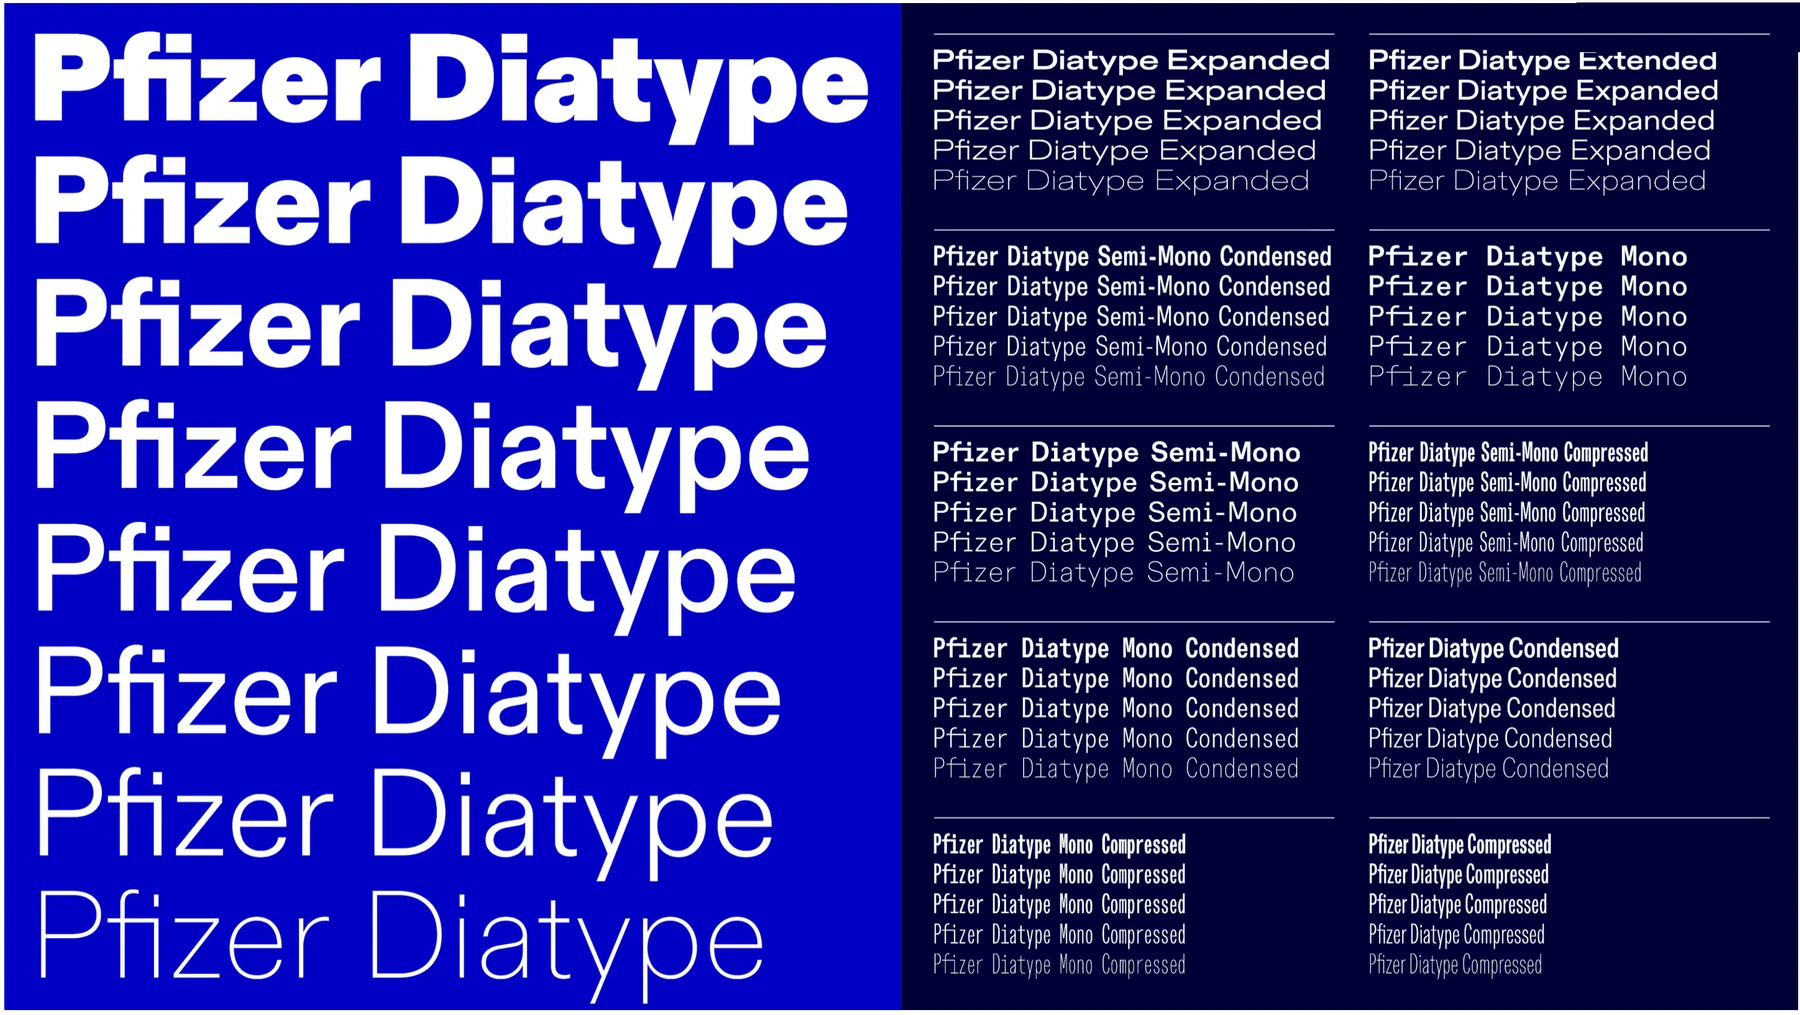 Pfizer Diatype
Pfizer Diatype
Pfizer Diatype
Pfizer Diatype
Pfizer Diatype
Pfizer Diatype
Pfizer Diatype
Pfizer Diatype
Pfizer Diatype Expanded
Pfizer Diatype Expanded
Pfizer Diatype Expanded
Pfizer Diatype Expanded
Pfizer Diatype Expanded
Pfizer Diatype Extended
Pfizer Diatype Expanded
Pfizer Diatype Expanded
Pfizer Diatype Expanded
Pfizer Diatype Expanded
Pfizer Diatype Semi-Mono Condensed
Pfizer Diatype Semi-Mono Condensed
Pfizer Diatype Semi-Mono Condensed
Pfizer Diatype Semi-Mono Condensed
Pfizer Diatype Semi-Mono Condensed
Pfizer Diatype Mono
Pfizer Diatype Mono
Pfizer Diatype Mono
Pfizer Diatype Mono
Pfizer Diatype Mono
Pfizer Diatype Semi-Mono
Pfizer Diatype Semi-Mono
Pfizer Diatype Semi-Mono
Pfizer Diatype Semi-Mono
Pfizer Diatype Semi-Mono
Pfizer Diatype Semi-Mono Compressed
Pfizer Diatype Semi-Mono Compressed
Pfizer Diatype Semi-Mono Compressed
Pfizer Diatype Semi-Mono Compressed
Pfizer Diatype Semi-Mono Compressed
Pfizer Diatype Mono Condensed
Pfizer Diatype Mono Condensed
Pfizer Diatype Mono Condensed
Pfizer Diatype Mono Condensed
Pfizer Diatype Mono Condensed
Pfizer Diatype Condensed
Pfizer Diatype Condensed
Pfizer Diatype Condensed
Pfizer Diatype Condensed
Pfizer Diatype Condensed
Pfizer Diatype Mono Compressed
Pfizer Diatype Mono Compressed
Pfizer Diatype Mono Compressed
Pfizer Diatype Mono Compressed
Pfizer Diatype Mono Compressed
Pfizer Diatype Compressed
Pfizer Diatype Compressed
Pfizer Diatype Compressed
Pfizer Diatype Compressed
Pfizer Diatype Compressed